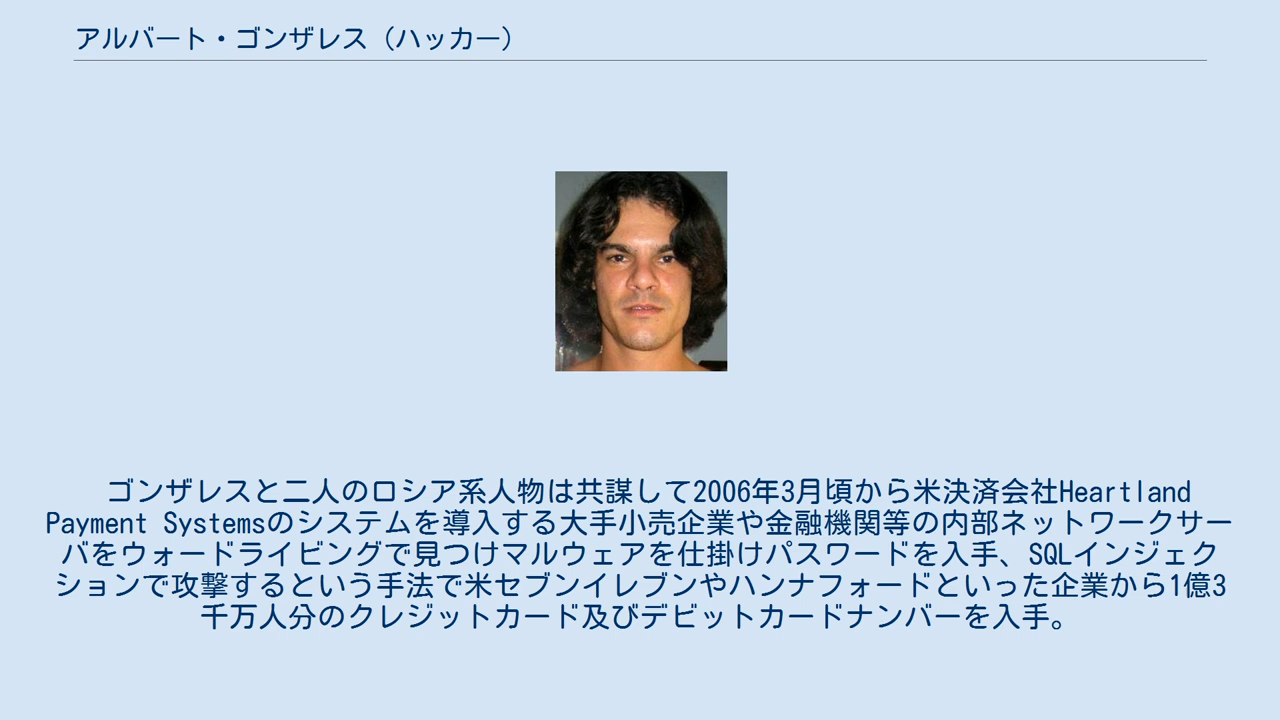 アルバート・ゴンザレス（ハッカー）
ゴンザレスと二人のロシア系人物は共謀して2006年3月頃から米決済会社Heartland
Payment Systemsのシステムを導入する大手小売企業や金融機関等の内部ネットワークサー
バをウォードライビングで見つけマルウェアを仕掛けパスワードを入手、SQLインジェク
ションで攻撃するという手法で米セブンイレブンやハンナフォードといった企業から1億3
千万人分のクレジットカード及びデビットカードナンバーを入手。